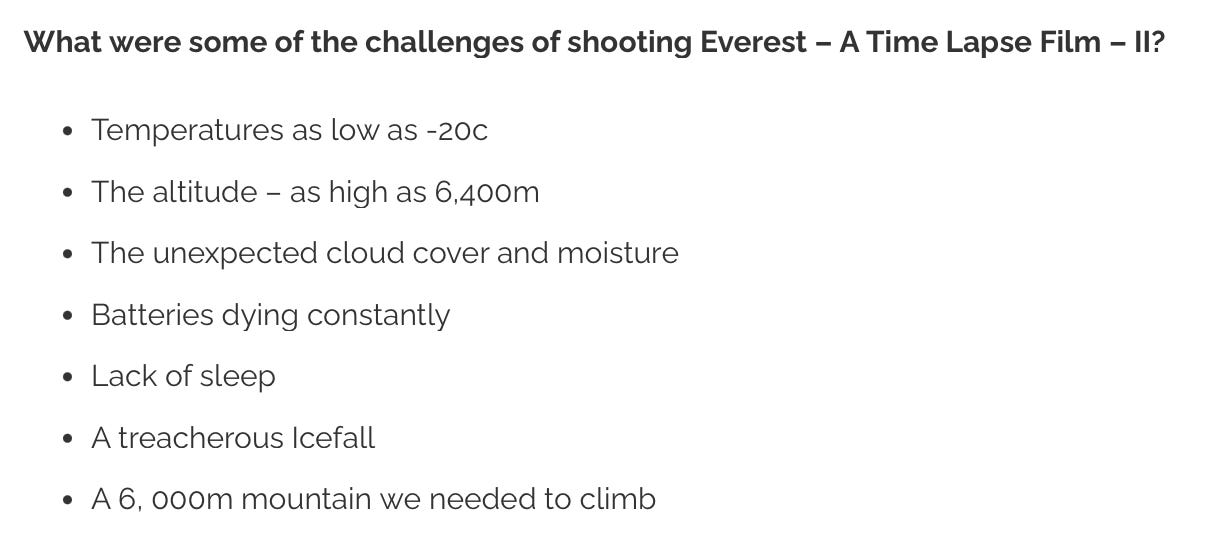 What were some of the challenges of shooting Everest – A Time Lapse Film – II?
• Temperatures as low as -20c
• The altitude – as high as 6,400m
• The unexpected cloud cover and moisture
• Batteries dying constantly
• Lack of sleep
• A treacherous Icefall
• A 6, 000m mountain we needed to climb